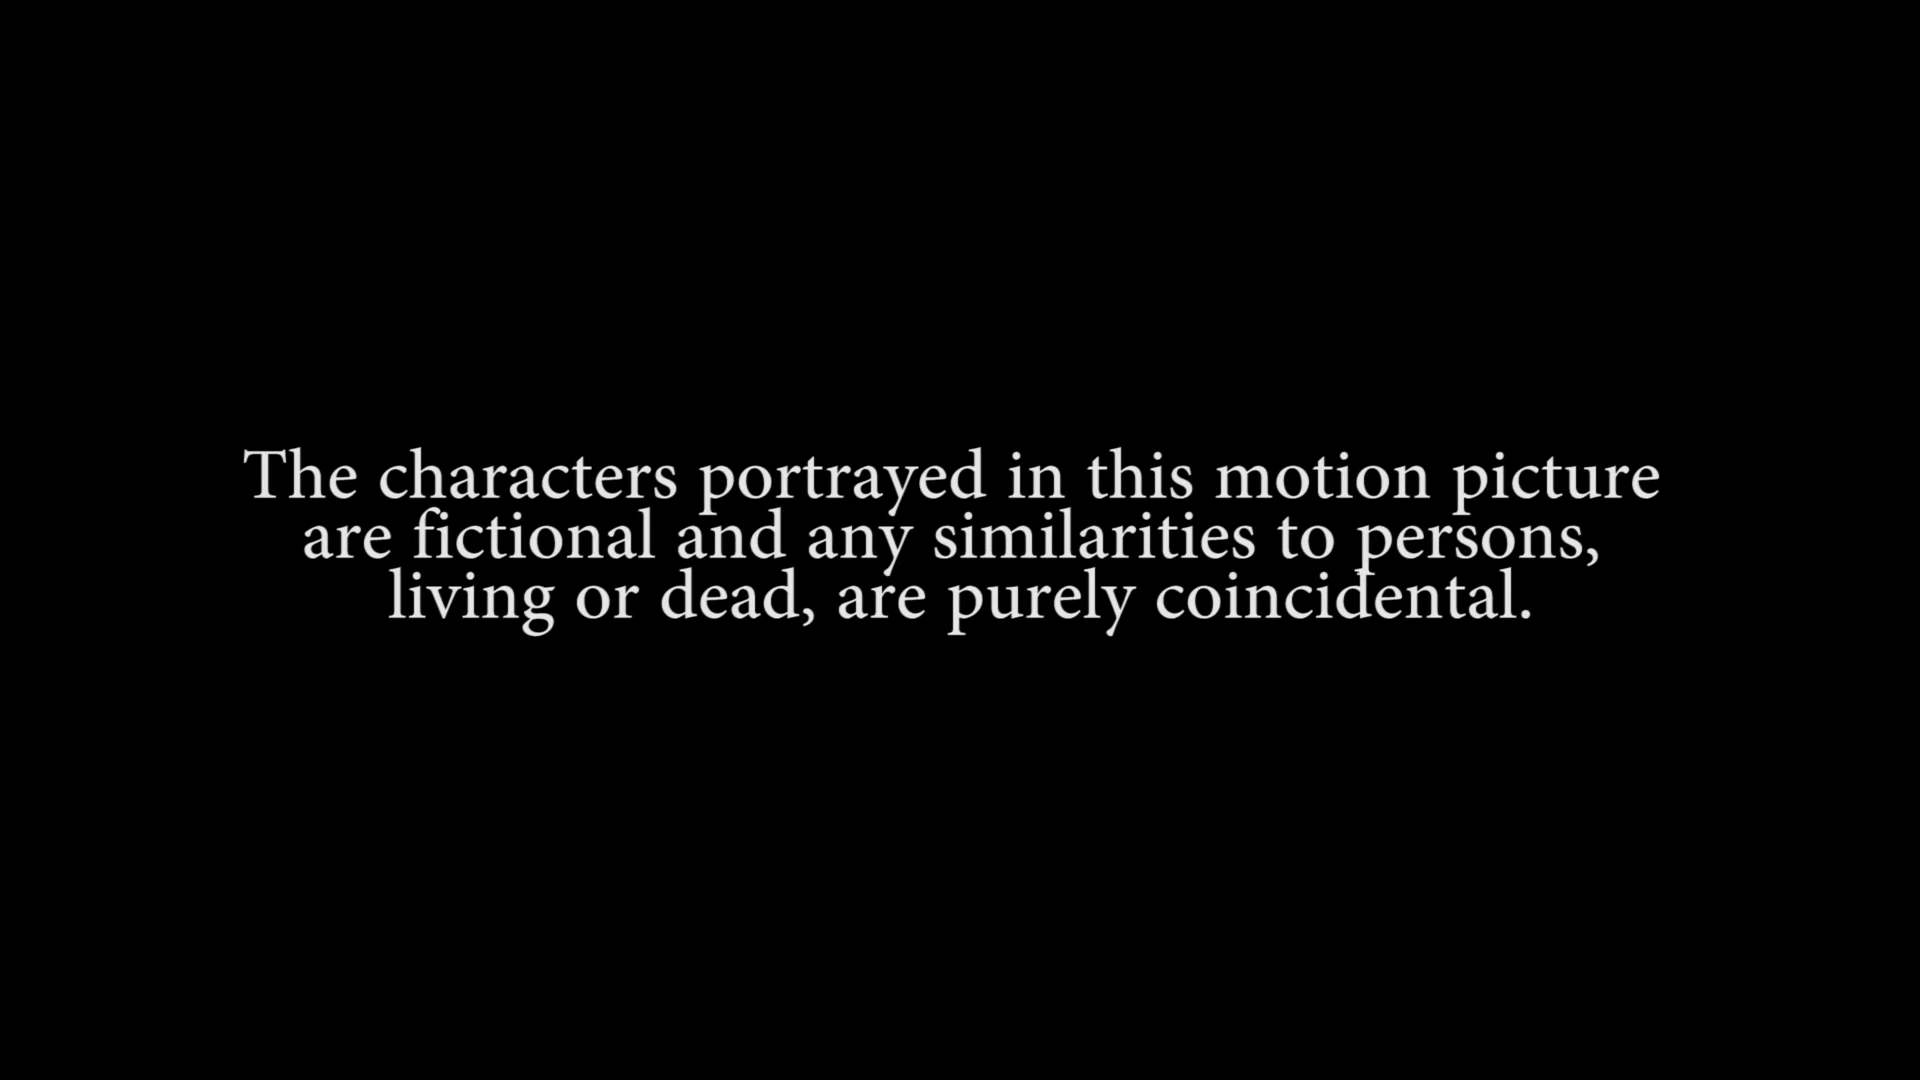 The characters portrayed in this motion picture
are fictional and any similarities to persons,
living or dead, are purely coincidental.